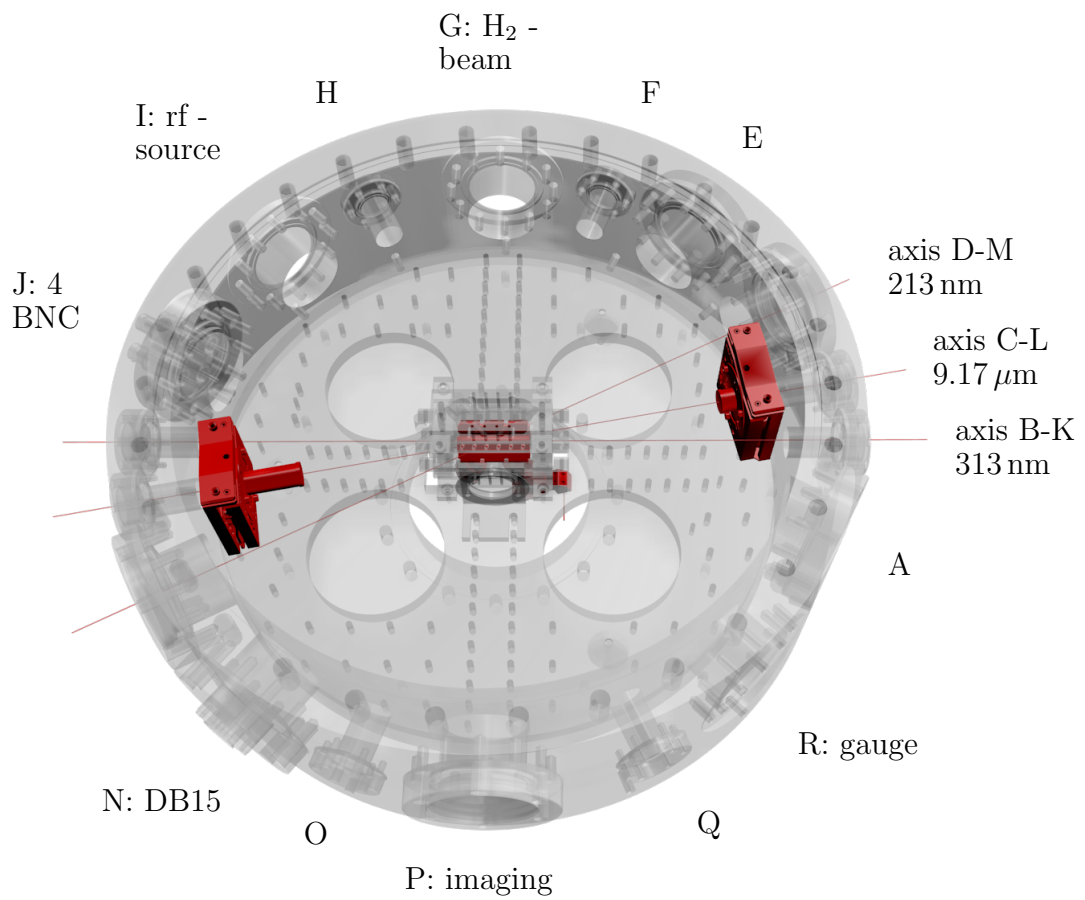 G: H₂ -
beam
H
F
I: rf -
source
E
axis D-M
213 nm
J: 4
BNC
axis C-L
9.17 μm
axis B-K
313 nm
A
R: gauge
N: DB15
O
Q
P: imaging